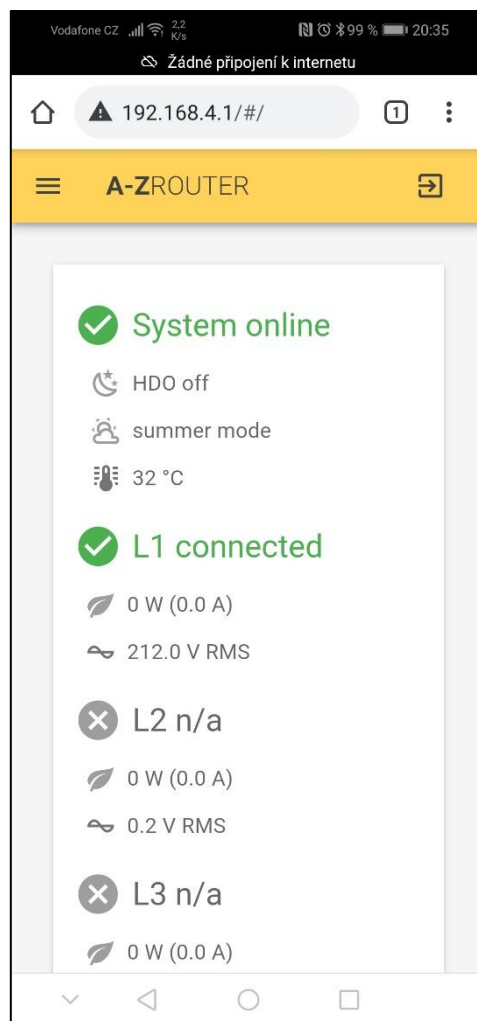 Vodafone CZ 2,2 K/s 99 % 20:35
Žádné připojení k internetu
192.168.4.1/#/ 1
A-ZROUTER
System online
HDO off
summer mode
32 °C
L1 connected
0 W (0.0 A)
212.0 V RMS
L2 n/a
0 W (0.0 A)
0.2 V RMS
L3 n/a
0 W (0.0 A)